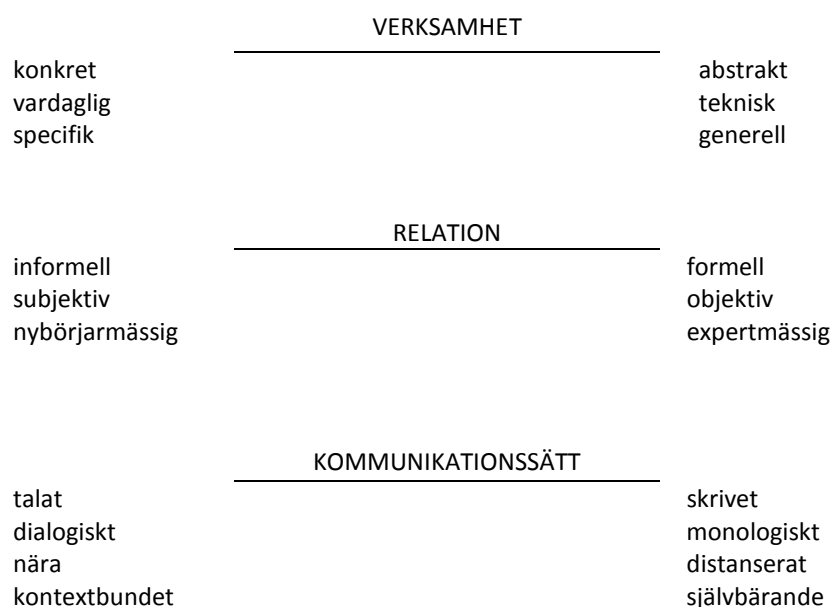 VERKSAMHET
konkret abstrakt
vardaglig teknisk
specifik generell
RELATION
informell formell
subjektiv objektiv
nybörjarmässig expertmässig
KOMMUNIKATIONSSÄTT
talat skrivet
dialogiskt monologiskt
nära distanserat
kontextbundet självbärande